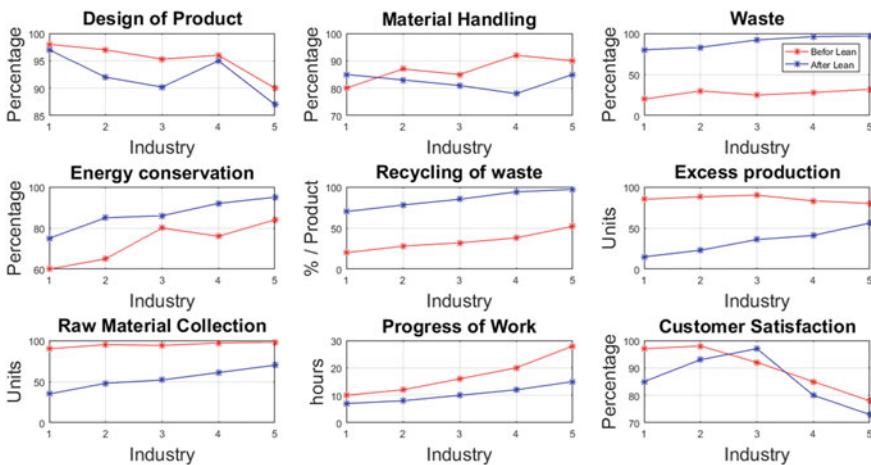 Design of Product
Percentage
100
95
90
85
1 2 3 4 5
Industry
Material Handling
Percentage
100
90
80
70
1 2 3 4 5
Industry
Waste
Percentage
100
50
0
Befor Lean
After Lean
1 2 3 4 5
Industry
Energy conservation
Percentage
100
80
60
1 2 3 4 5
Industry
Recycling of waste
% / Product
100
50
0
1 2 3 4 5
Industry
Excess production
Units
100
50
0
1 2 3 4 5
Industry
Raw Material Collection
Units
100
50
0
1 2 3 4 5
Industry
Progress of Work
hours
30
20
10
0
1 2 3 4 5
Industry
Customer Satisfaction
Percentage
100
90
80
70
1 2 3 4 5
Industry